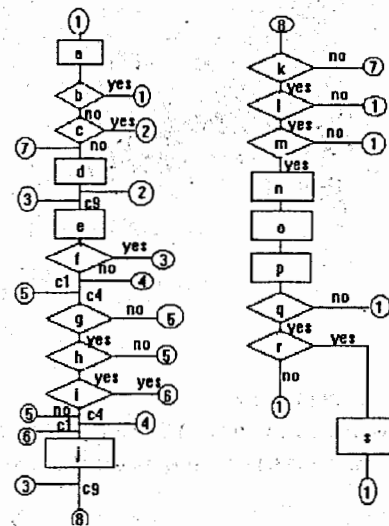 1
a
b yes 1
no
c yes 2
7 no
d
2
3 c9
e
f yes 3
no
c1 4
5 c4
g no 5
yes
h no 5
yes
i yes 6
5 no c4
c1 4
6
j
3 c9
8
8
k no 7
yes
l no 1
yes
m no 1
yes
n
o
p
q no 1
yes
r yes
no
1
s
1